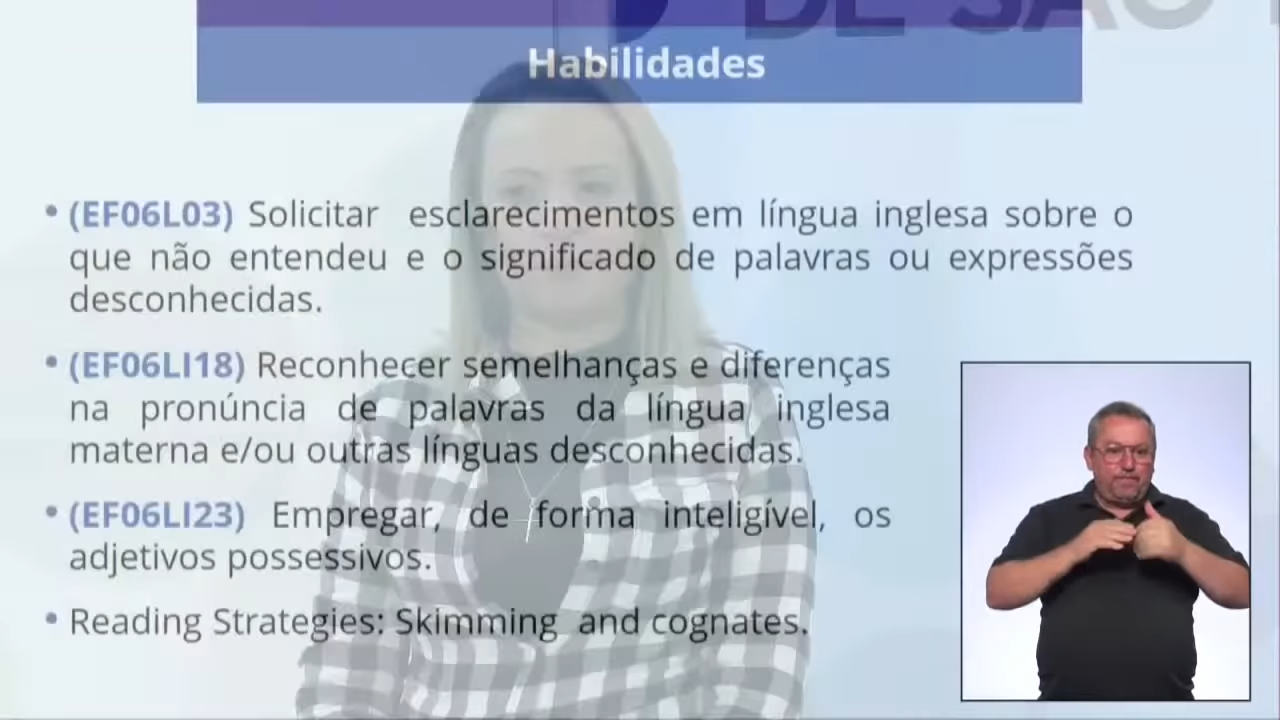 DE SÃO
Habilidades
• (EF06L03) Solicitar esclarecimentos em língua inglesa sobre o
que não entendeu e o significado de palavras ou expressões
desconhecidas.
• (EF06LI18) Reconhecer semelhanças e diferenças
na pronúncia de palavras da língua inglesa
materna e/ou outras línguas desconhecidas.
• (EF06LI23) Empregar, de forma inteligível, os
adjetivos possessivos.
• Reading Strategies: Skimming and cognates.